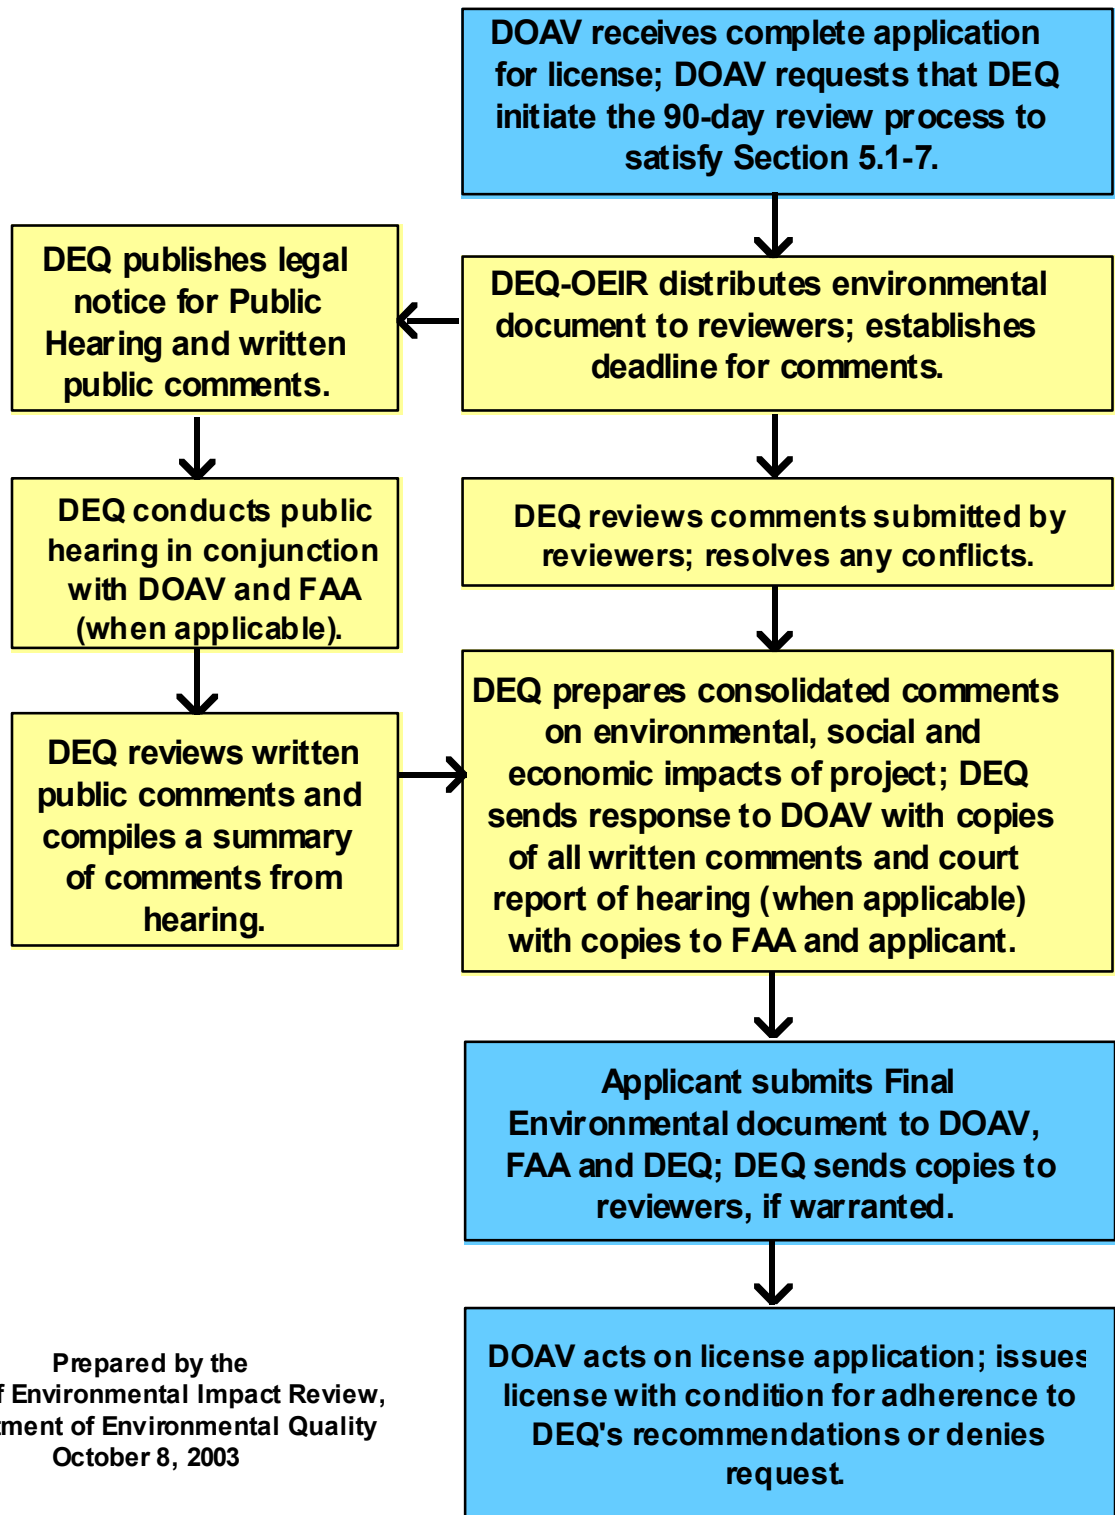 DOAV receives complete application
for license; DOAV requests that DEQ
initiate the 90-day review process to
satisfy Section 5.1-7.
DEQ publishes legal
notice for Public
Hearing and written
public comments.
DEQ-OEIR distributes environmental
document to reviewers; establishes
deadline for comments.
DEQ conducts public
hearing in conjunction
with DOAV and FAA
(when applicable).
DEQ reviews comments submitted by
reviewers; resolves any conflicts.
DEQ reviews written
public comments and
compiles a summary
of comments from
hearing.
DEQ prepares consolidated comments
on environmental, social and
economic impacts of project; DEQ
sends response to DOAV with copies
of all written comments and court
report of hearing (when applicable)
with copies to FAA and applicant.
Applicant submits Final
Environmental document to DOAV,
FAA and DEQ; DEQ sends copies to
reviewers, if warranted.
DOAV acts on license application; issues
license with condition for adherence to
DEQ's recommendations or denies
request.
Prepared by the
f Environmental Impact Review,
tment of Environmental Quality
October 8, 2003